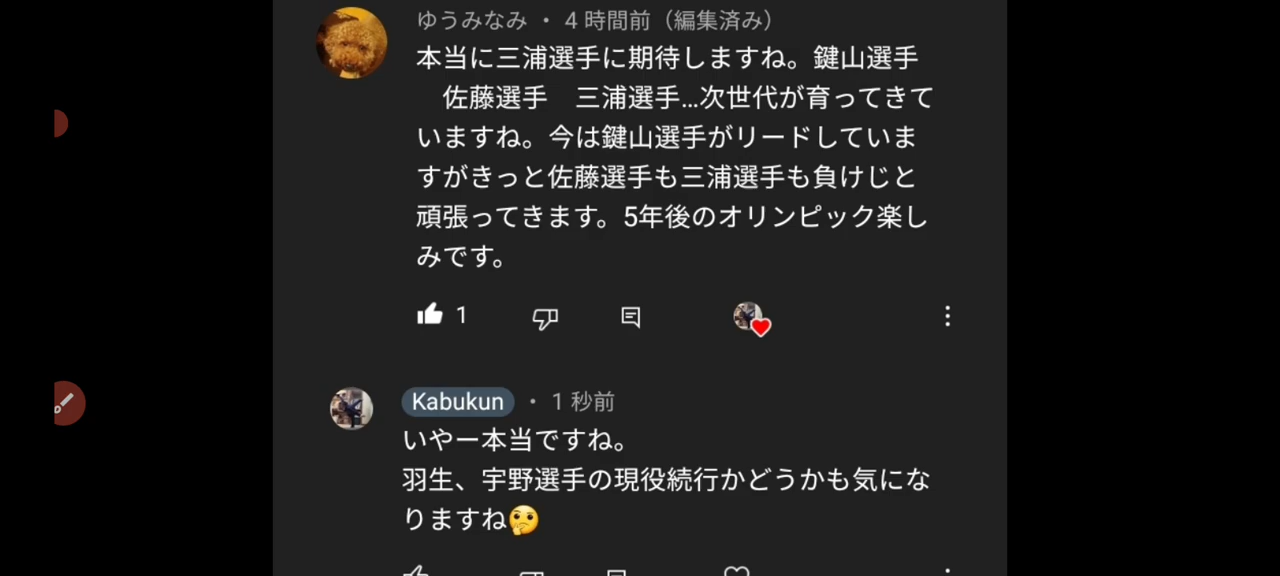 ゆうみなみ ・ 4 時間前（編集済み）
本当に三浦選手に期待しますね。鍵山選手
　佐藤選手　三浦選手...次世代が育ってきて
いますね。今は鍵山選手がリードしていま
すがきっと佐藤選手も三浦選手も負けじと
頑張ってきます。5年後のオリンピック楽し
みです。
1
Kabukun ・ 1 秒前
いやー本当ですね。
羽生、宇野選手の現役続行かどうかも気にな
りますね🤔